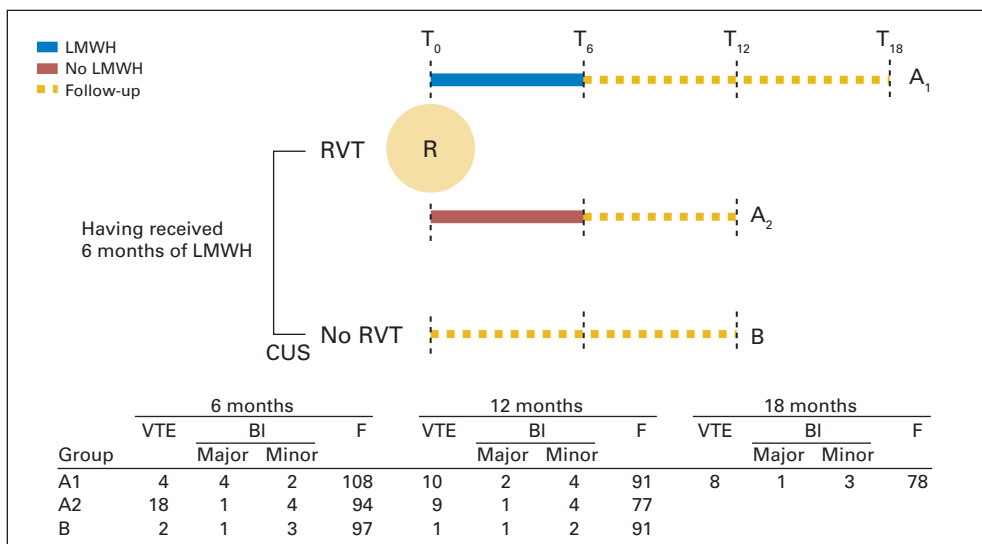 T0 T6 T12 T18
LMWH
No LMWH
Follow-up
A1
RVT
R
A2
Having received
6 months of LMWH
CUS
No RVT
B
6 months 12 months 18 months
VTE BI F VTE BI F VTE BI F
Group Major Minor Major Minor Major Minor
A1 4 4 2 108 10 2 4 91 8 1 3 78
A2 18 1 4 94 9 1 4 77
B 2 1 3 97 1 1 2 91